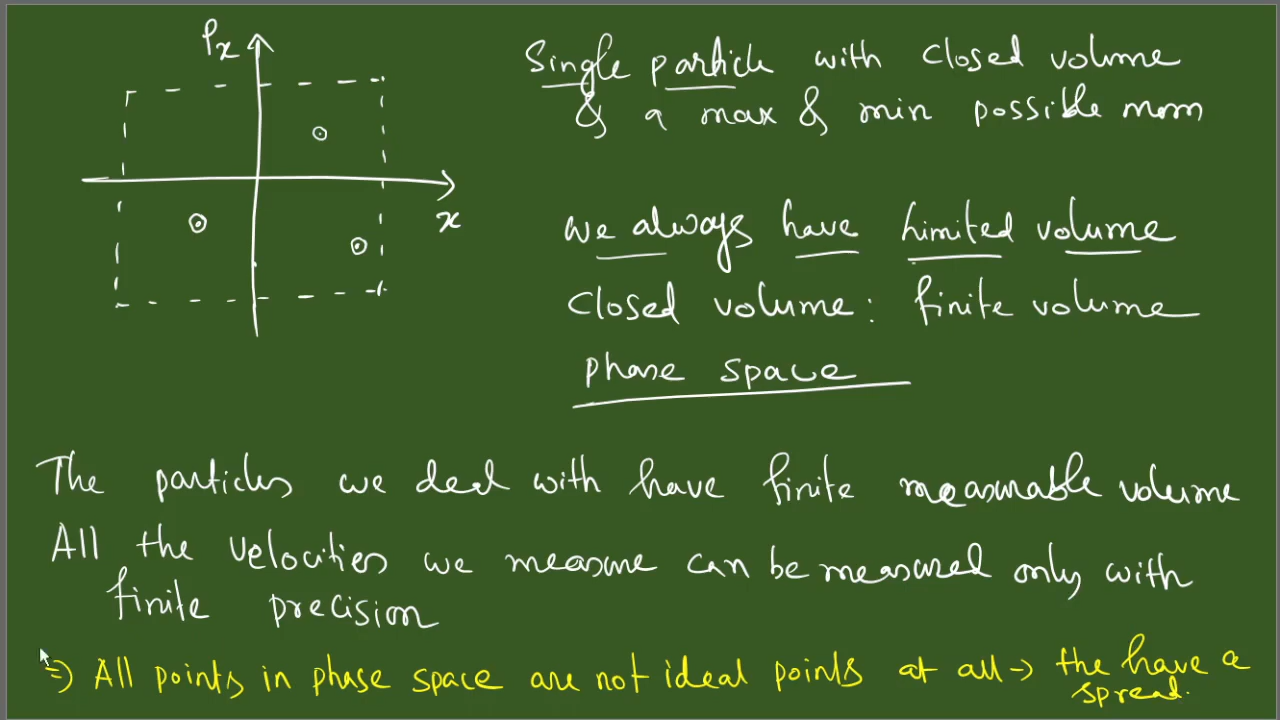 Px
x
Single particle with closed volume
& a max & min possible mom
we always have limited volume
closed volume: finite volume
phase space
The particles we deal with have finite measurable volume
All the velocities we measure can be measured only with
finite precision
=) All points in phase space are not ideal points at all → the have a
spread.